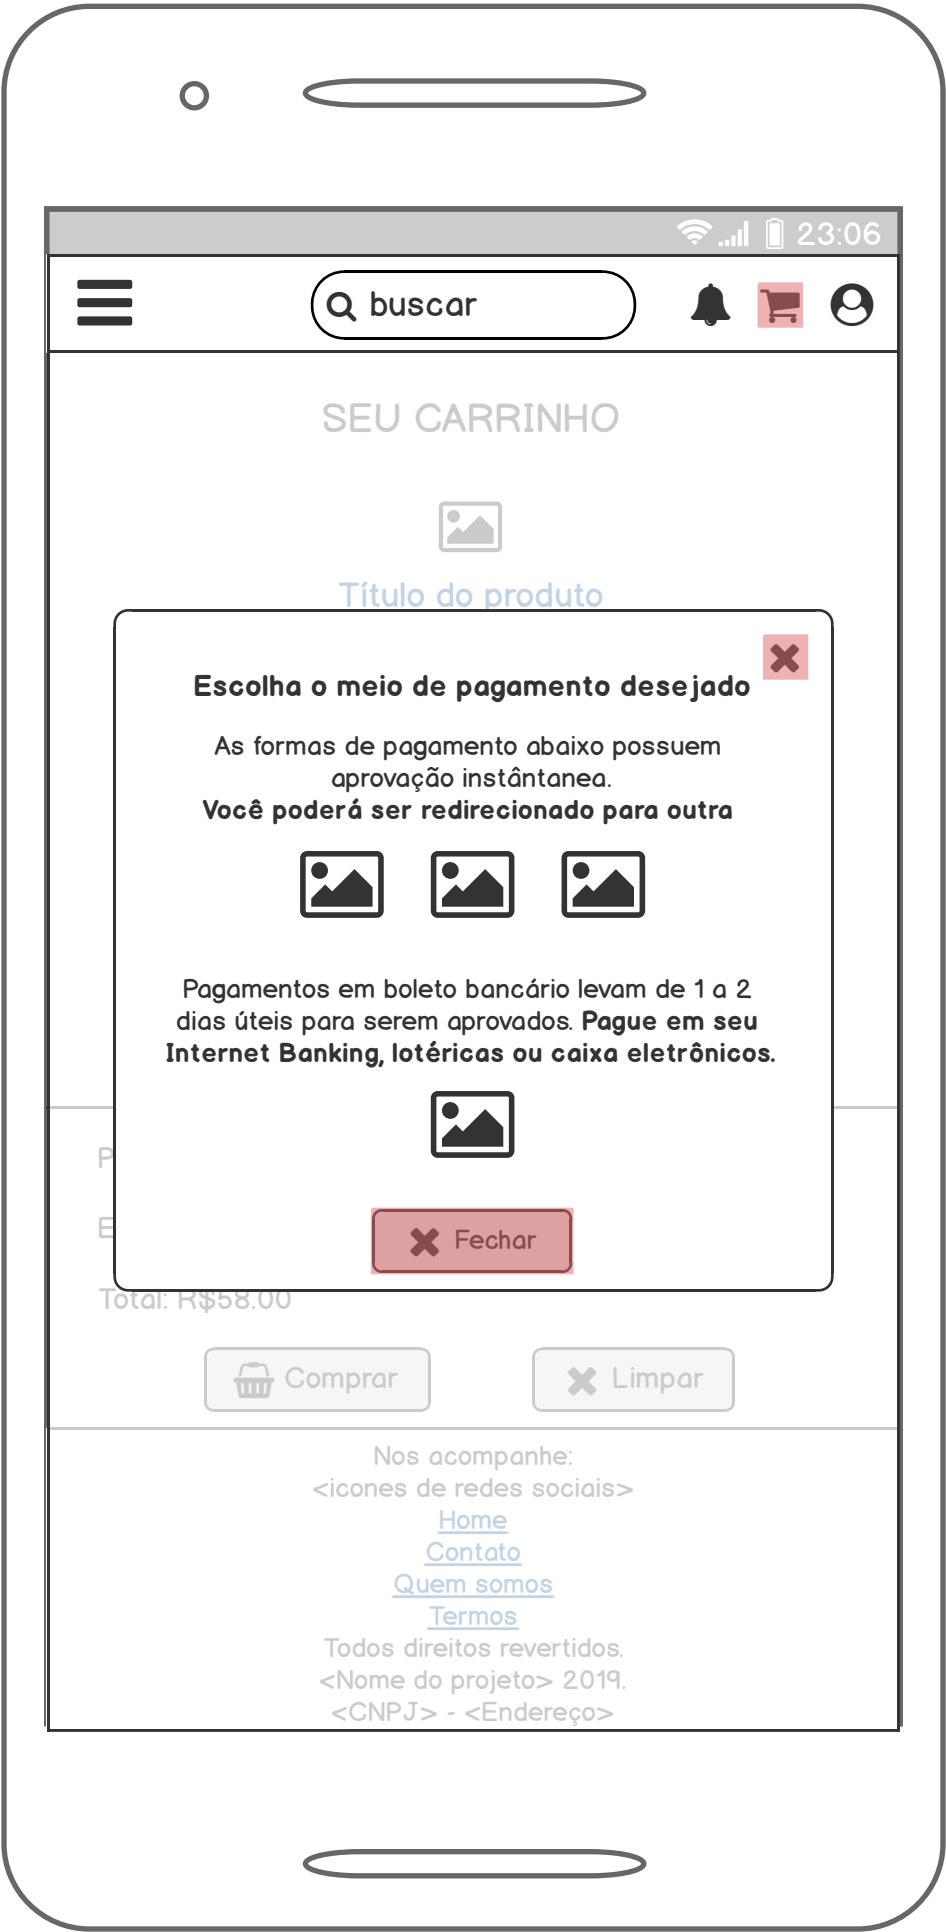 23:06
buscar
SEU CARRINHO
Título do produto
Escolha o meio de pagamento desejado
As formas de pagamento abaixo possuem
aprovação instântanea.
Você poderá ser redirecionado para outra
Pagamentos em boleto bancário levam de 1 a 2
dias úteis para serem aprovados. Pague em seu
Internet Banking, lotéricas ou caixa eletrônicos.
P
E
Fechar
Total: R$58.00
Comprar
Limpar
Nos acompanhe:
<icones de redes sociais>
Home
Contato
Quem somos
Termos
Todos direitos revertidos.
<Nome do projeto> 2019.
<CNPJ> - <Endereço>